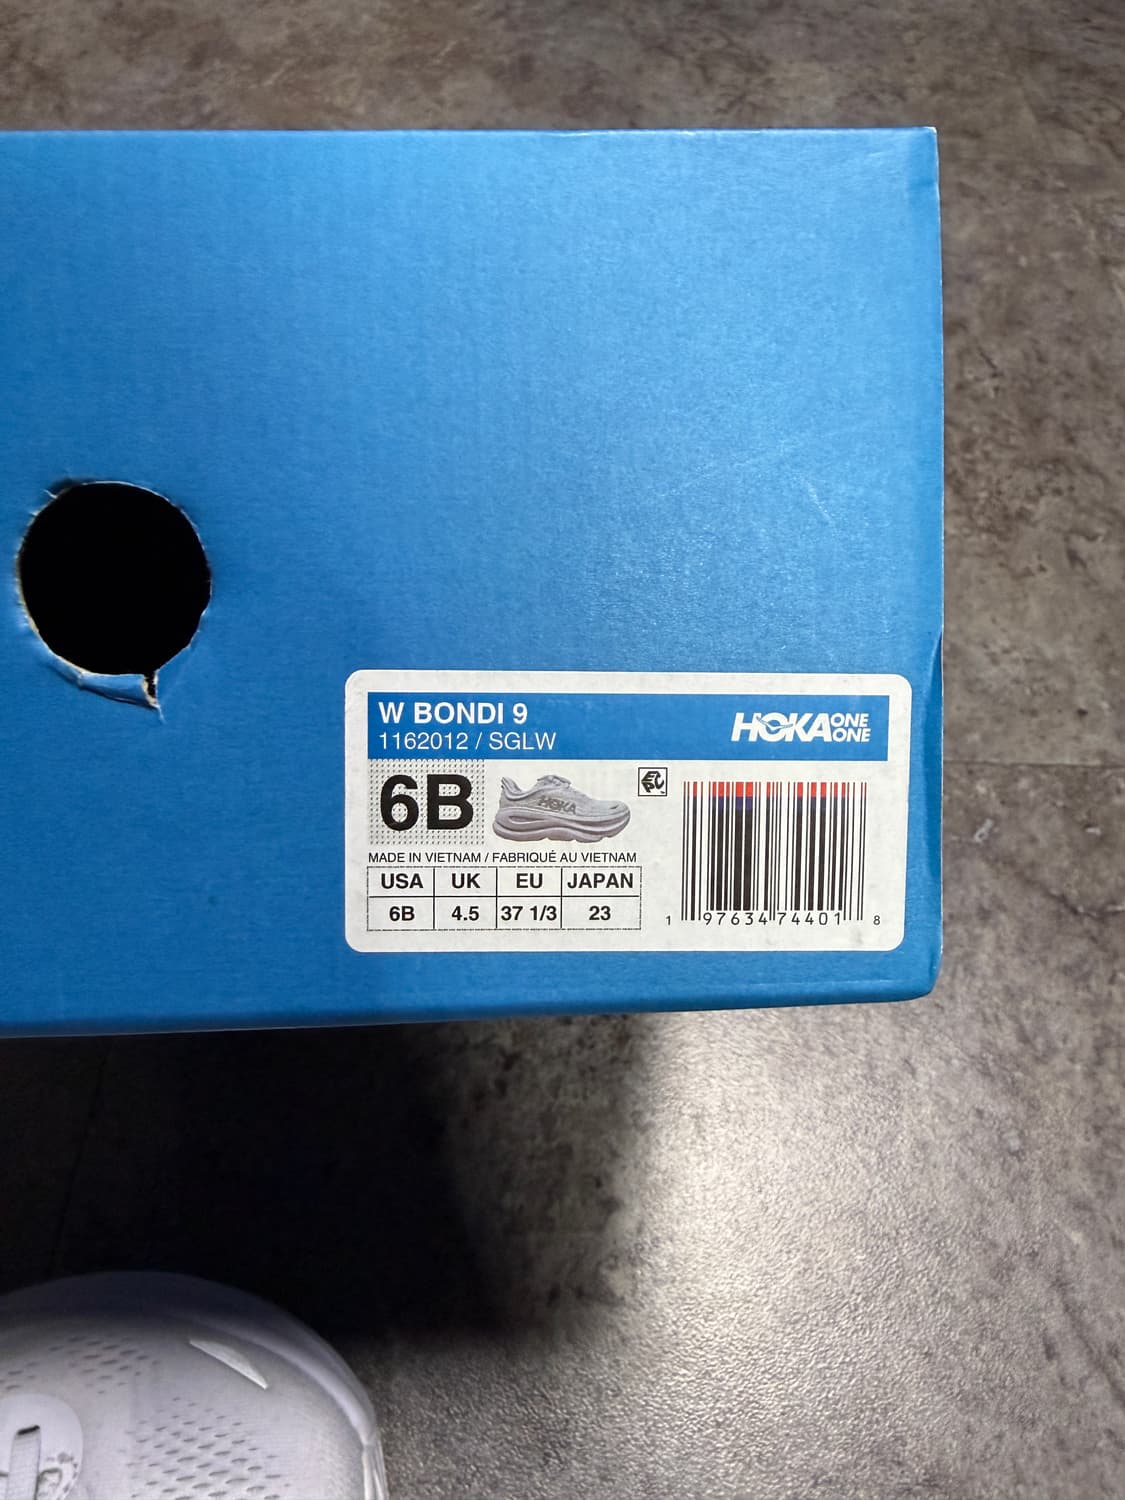 W BONDI 9
1162012 / SGLW
HOKA ONE ONE
6B
HOKA
MADE IN VIETNAM / FABRIQUÉ AU VIETNAM
USA UK EU JAPAN
6B 4.5 37 1/3 23
1 97634 74401 8